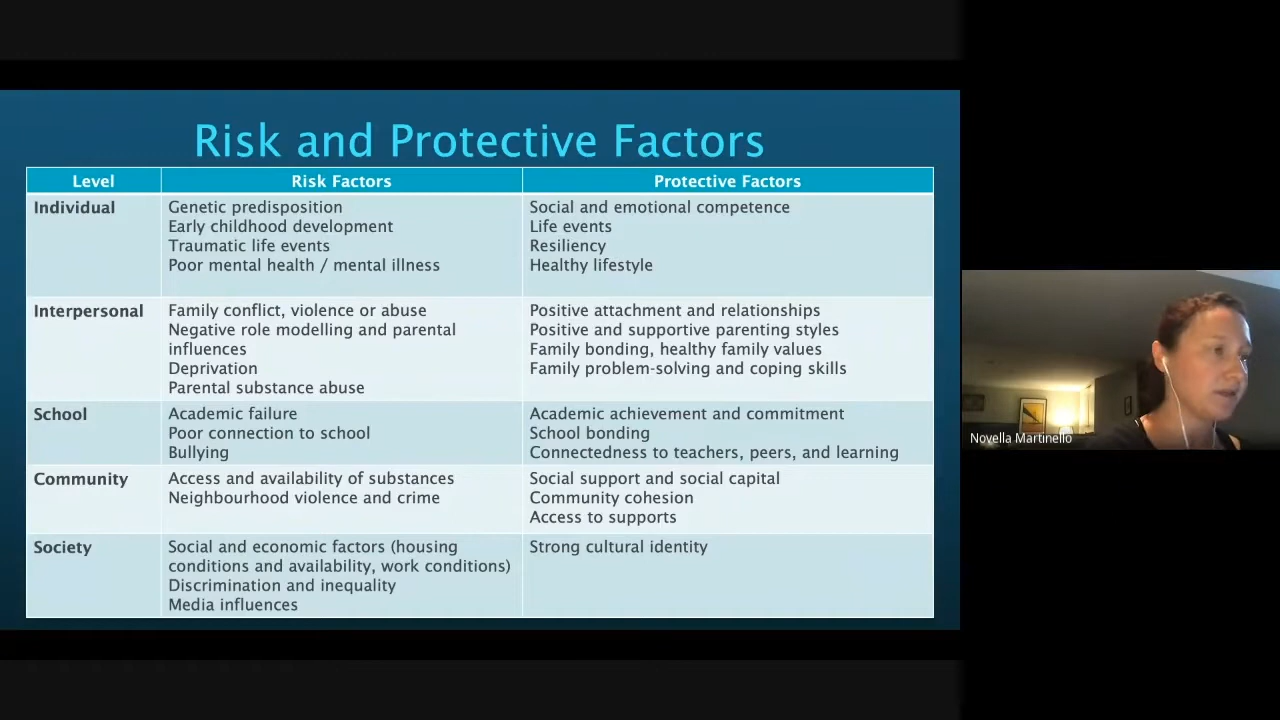 Risk and Protective Factors
Level Risk Factors Protective Factors
Individual
Genetic predisposition
Early childhood development
Traumatic life events
Poor mental health / mental illness
Social and emotional competence
Life events
Resiliency
Healthy lifestyle
Interpersonal
Family conflict, violence or abuse
Negative role modelling and parental
influences
Deprivation
Parental substance abuse
Positive attachment and relationships
Positive and supportive parenting styles
Family bonding, healthy family values
Family problem-solving and coping skills
School
Academic failure
Poor connection to school
Bullying
Academic achievement and commitment
School bonding
Connectedness to teachers, peers, and learning
Community
Access and availability of substances
Neighbourhood violence and crime
Social support and social capital
Community cohesion
Access to supports
Society
Social and economic factors (housing
conditions and availability, work conditions)
Discrimination and inequality
Media influences
Strong cultural identity
Novella Martinello